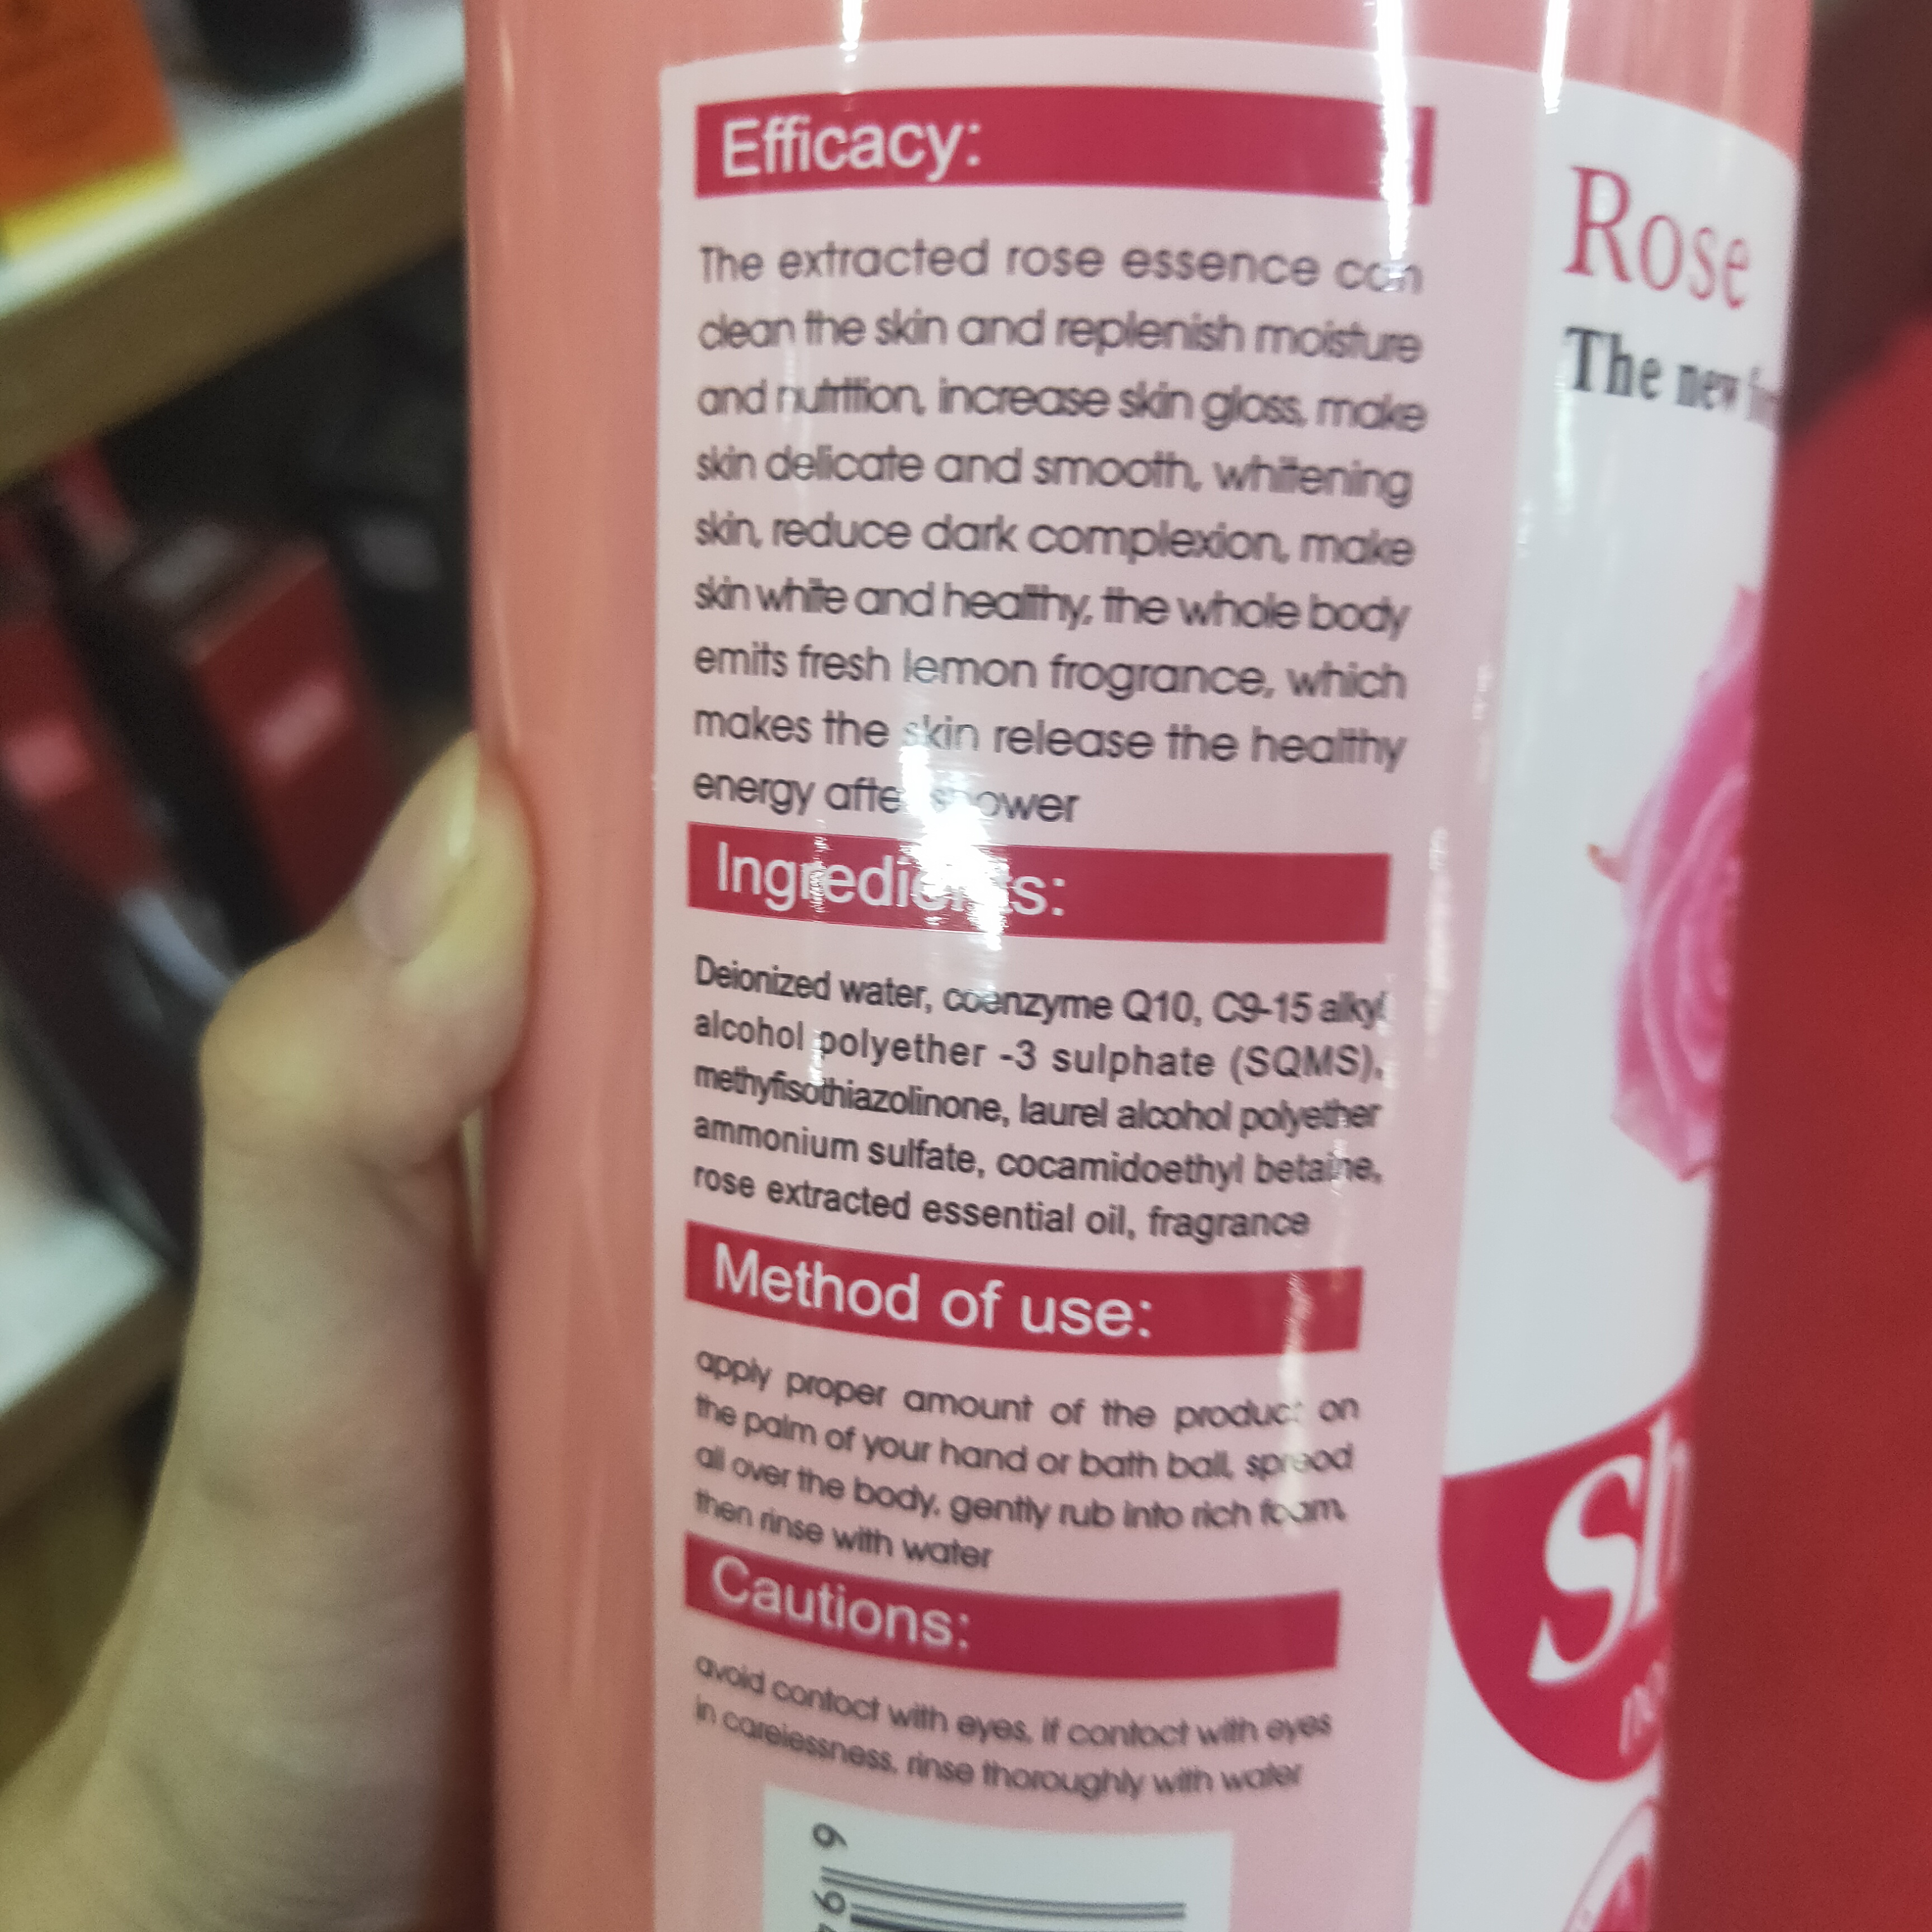 Efficacy:
The extracted rose essence can
clean the skin and replenish moisture
and nutrition, increase skin gloss, make
skin delicate and smooth, whitening
skin, reduce dark complexion, make
skin white and healthy, the whole body
emits fresh lemon frogrance, which
makes the skin release the healthy
energy after shower
Ingredients:
Deionized water, coenzyme Q10, C9-15 alkyl
alcohol polyether -3 sulphate (SQMS),
methyfisothiazolinone, laurel alcohol polyether
ammonium sulfate, cocamidoethyl betaine,
rose extracted essential oil, fragrance
Method of use:
apply proper amount of the product on
the palm of your hand or bath ball, spread
all over the body, gently rub into rich foam,
then rinse with water
Cautions:
avoid contact with eyes, if contact with eyes
in carelessness, rinse thoroughly with water
6
9
Rose
The new
Sh